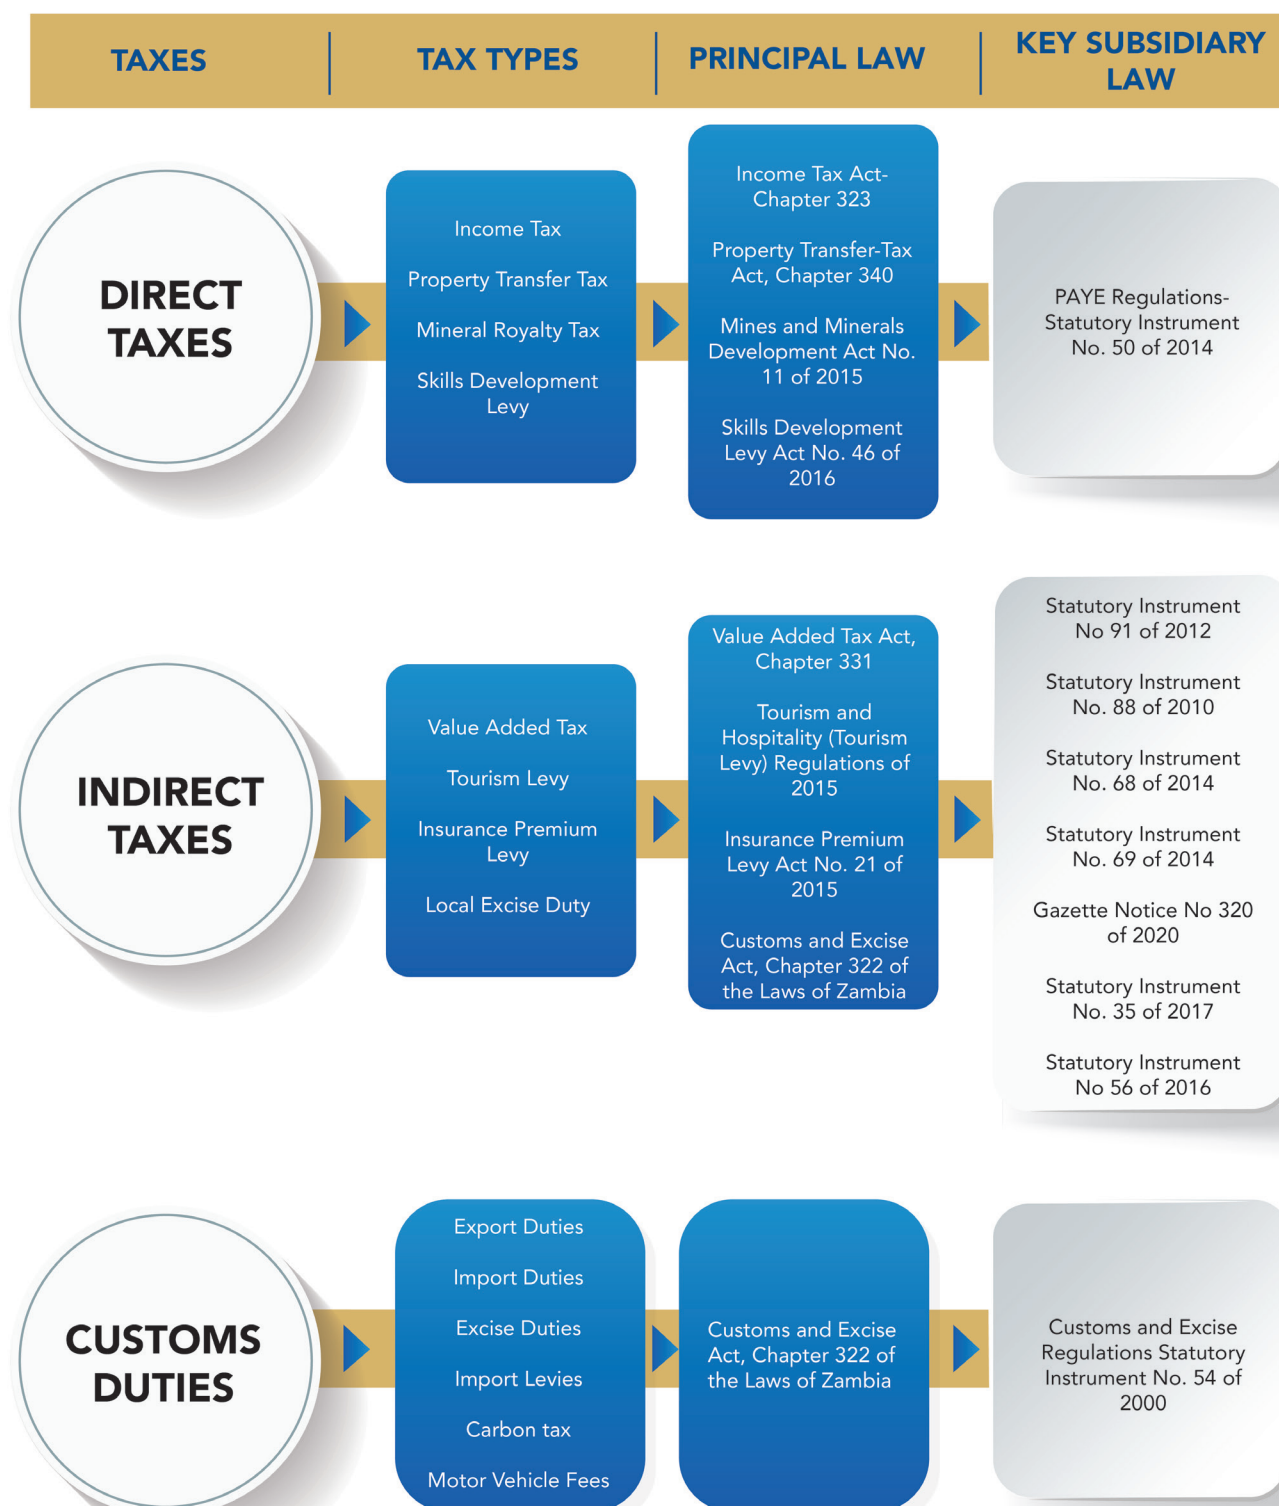 TAXES
TAX TYPES
PRINCIPAL LAW
KEY SUBSIDIARY
LAW
DIRECT
TAXES
Income Tax
Property Transfer Tax
Mineral Royalty Tax
Skills Development
Levy
Income Tax Act-
Chapter 323
Property Transfer-Tax
Act, Chapter 340
Mines and Minerals
Development Act No.
11 of 2015
Skills Development
Levy Act No. 46 of
2016
PAYE Regulations-
Statutory Instrument
No. 50 of 2014
INDIRECT
TAXES
Value Added Tax
Tourism Levy
Insurance Premium
Levy
Local Excise Duty
Value Added Tax Act,
Chapter 331
Tourism and
Hospitality (Tourism
Levy) Regulations of
2015
Insurance Premium
Levy Act No. 21 of
2015
Customs and Excise
Act, Chapter 322 of
the Laws of Zambia
Statutory Instrument
No 91 of 2012
Statutory Instrument
No. 88 of 2010
Statutory Instrument
No. 68 of 2014
Statutory Instrument
No. 69 of 2014
Gazette Notice No 320
of 2020
Statutory Instrument
No. 35 of 2017
Statutory Instrument
No 56 of 2016
CUSTOMS
DUTIES
Export Duties
Import Duties
Excise Duties
Import Levies
Carbon tax
Motor Vehicle Fees
Customs and Excise
Act, Chapter 322 of
the Laws of Zambia
Customs and Excise
Regulations Statutory
Instrument No. 54 of
2000